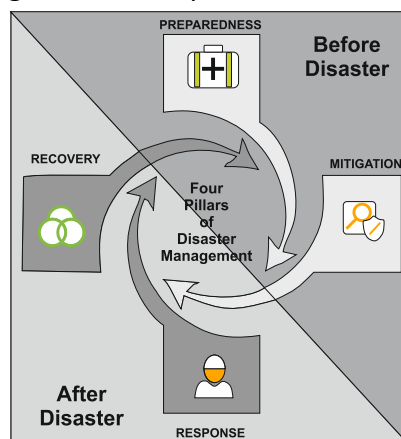 PREPAREDNESS
Before
Disaster
RECOVERY
MITIGATION
Four
Pillars
of
Disaster
Management
After
Disaster
RESPONSE